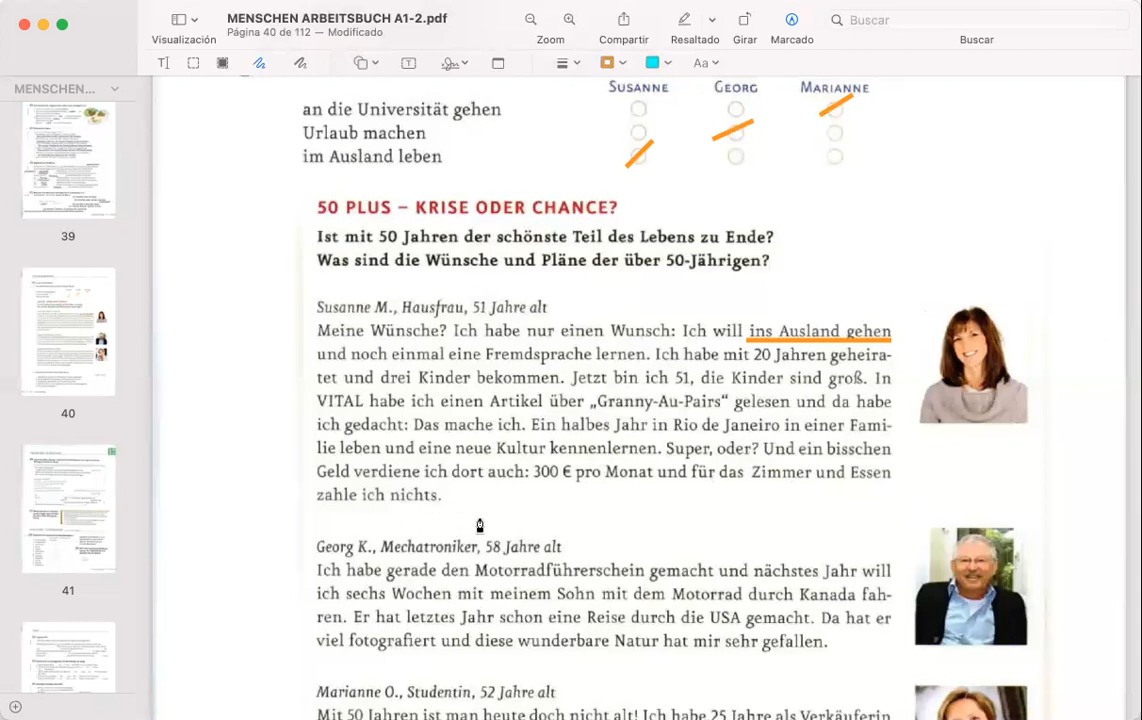 MENSCHEN ARBEITSBUCH A1-2.pdf
Página 40 de 112 — Modificado
Visualización
Zoom
Compartir
Resaltado
Girar
Marcado
Buscar
Buscar
Aa
MENSCHEN...
39
40
41
SUSANNE GEORG MARIANNE
an die Universität gehen
Urlaub machen
im Ausland leben
50 PLUS – KRISE ODER CHANCE?
Ist mit 50 Jahren der schönste Teil des Lebens zu Ende?
Was sind die Wünsche und Pläne der über 50-Jährigen?
Susanne M., Hausfrau, 51 Jahre alt
Meine Wünsche? Ich habe nur einen Wunsch: Ich will ins Ausland gehen
und noch einmal eine Fremdsprache lernen. Ich habe mit 20 Jahren geheira-
tet und drei Kinder bekommen. Jetzt bin ich 51, die Kinder sind groß. In
VITAL habe ich einen Artikel über „Granny-Au-Pairs“ gelesen und da habe
ich gedacht: Das mache ich. Ein halbes Jahr in Rio de Janeiro in einer Fami-
lie leben und eine neue Kultur kennenlernen. Super, oder? Und ein bisschen
Geld verdiene ich dort auch: 300 € pro Monat und für das Zimmer und Essen
zahle ich nichts.
Georg K., Mechatroniker, 58 Jahre alt
Ich habe gerade den Motorradführerschein gemacht und nächstes Jahr will
ich sechs Wochen mit meinem Sohn mit dem Motorrad durch Kanada fah-
ren. Er hat letztes Jahr schon eine Reise durch die USA gemacht. Da hat er
viel fotografiert und diese wunderbare Natur hat mir sehr gefallen.
Marianne O., Studentin, 52 Jahre alt
Mit 50 Jahren ist man heute doch nicht alt! Ich habe 25 Jahre als Verkäuferin